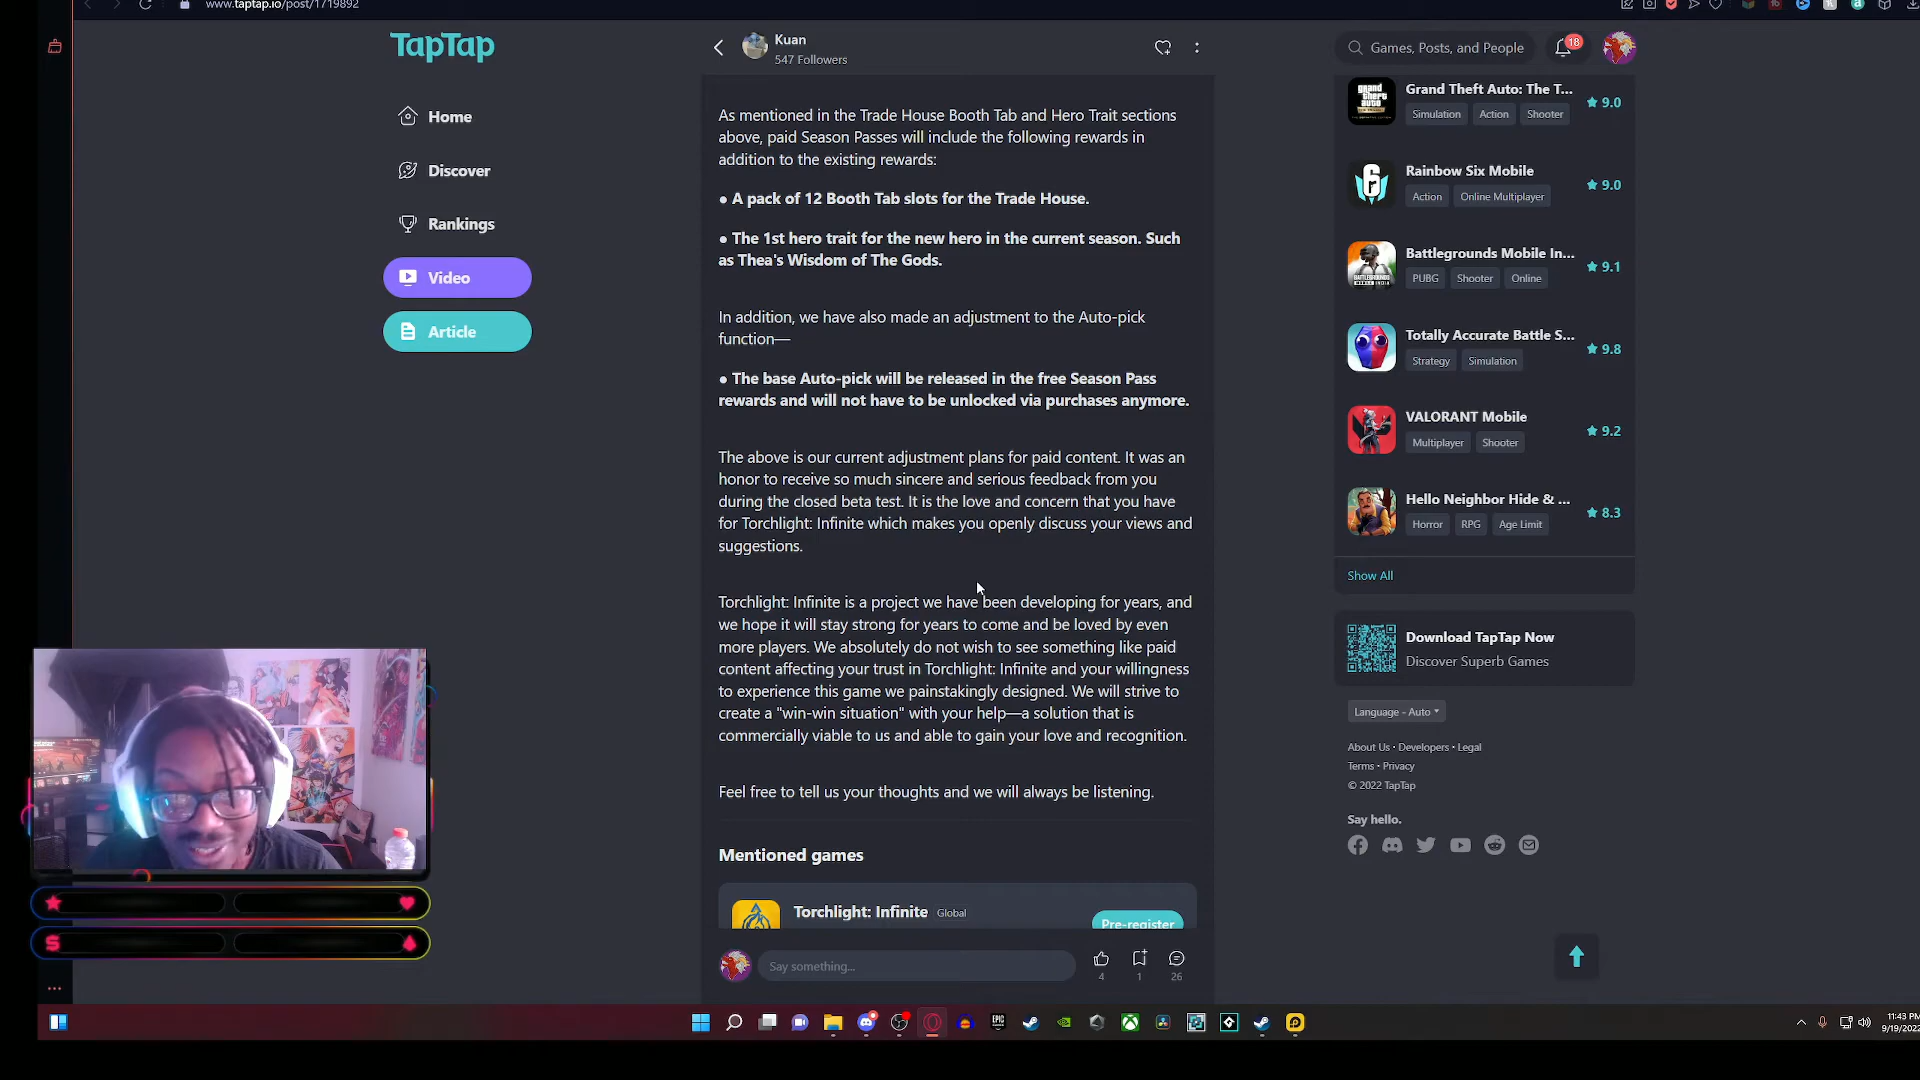 www.taptap.io/post/1719892
TapTap
Home
Discover
Rankings
Video
Article
Kuan
547 Followers
As mentioned in the Trade House Booth Tab and Hero Trait sections
above, paid Season Passes will include the following rewards in
addition to the existing rewards:
● A pack of 12 Booth Tab slots for the Trade House.
● The 1st hero trait for the new hero in the current season. Such
as Thea's Wisdom of The Gods.
In addition, we have also made an adjustment to the Auto-pick
function—
● The base Auto-pick will be released in the free Season Pass
rewards and will not have to be unlocked via purchases anymore.
The above is our current adjustment plans for paid content. It was an
honor to receive so much sincere and serious feedback from you
during the closed beta test. It is the love and concern that you have
for Torchlight: Infinite which makes you openly discuss your views and
suggestions.
Torchlight: Infinite is a project we have been developing for years, and
we hope it will stay strong for years to come and be loved by even
more players. We absolutely do not wish to see something like paid
content affecting your trust in Torchlight: Infinite and your willingness
to experience this game we painstakingly designed. We will strive to
create a "win-win situation" with your help—a solution that is
commercially viable to us and able to gain your love and recognition.
Feel free to tell us your thoughts and we will always be listening.
Mentioned games
Torchlight: Infinite Global
Pre-register
Say something...
4
1
26
Games, Posts, and People
18
Grand Theft Auto: The T...
Simulation Action Shooter
9.0
Rainbow Six Mobile
Action Online Multiplayer
9.0
Battlegrounds Mobile In...
PUBG Shooter Online
9.1
Totally Accurate Battle S...
Strategy Simulation
9.8
VALORANT Mobile
Multiplayer Shooter
9.2
Hello Neighbor Hide & ...
Horror RPG Age Limit
8.3
Show All
Download TapTap Now
Discover Superb Games
Language - Auto
About Us • Developers • Legal
Terms • Privacy
© 2022 TapTap
Say hello.
11:43 PM
9/19/2022